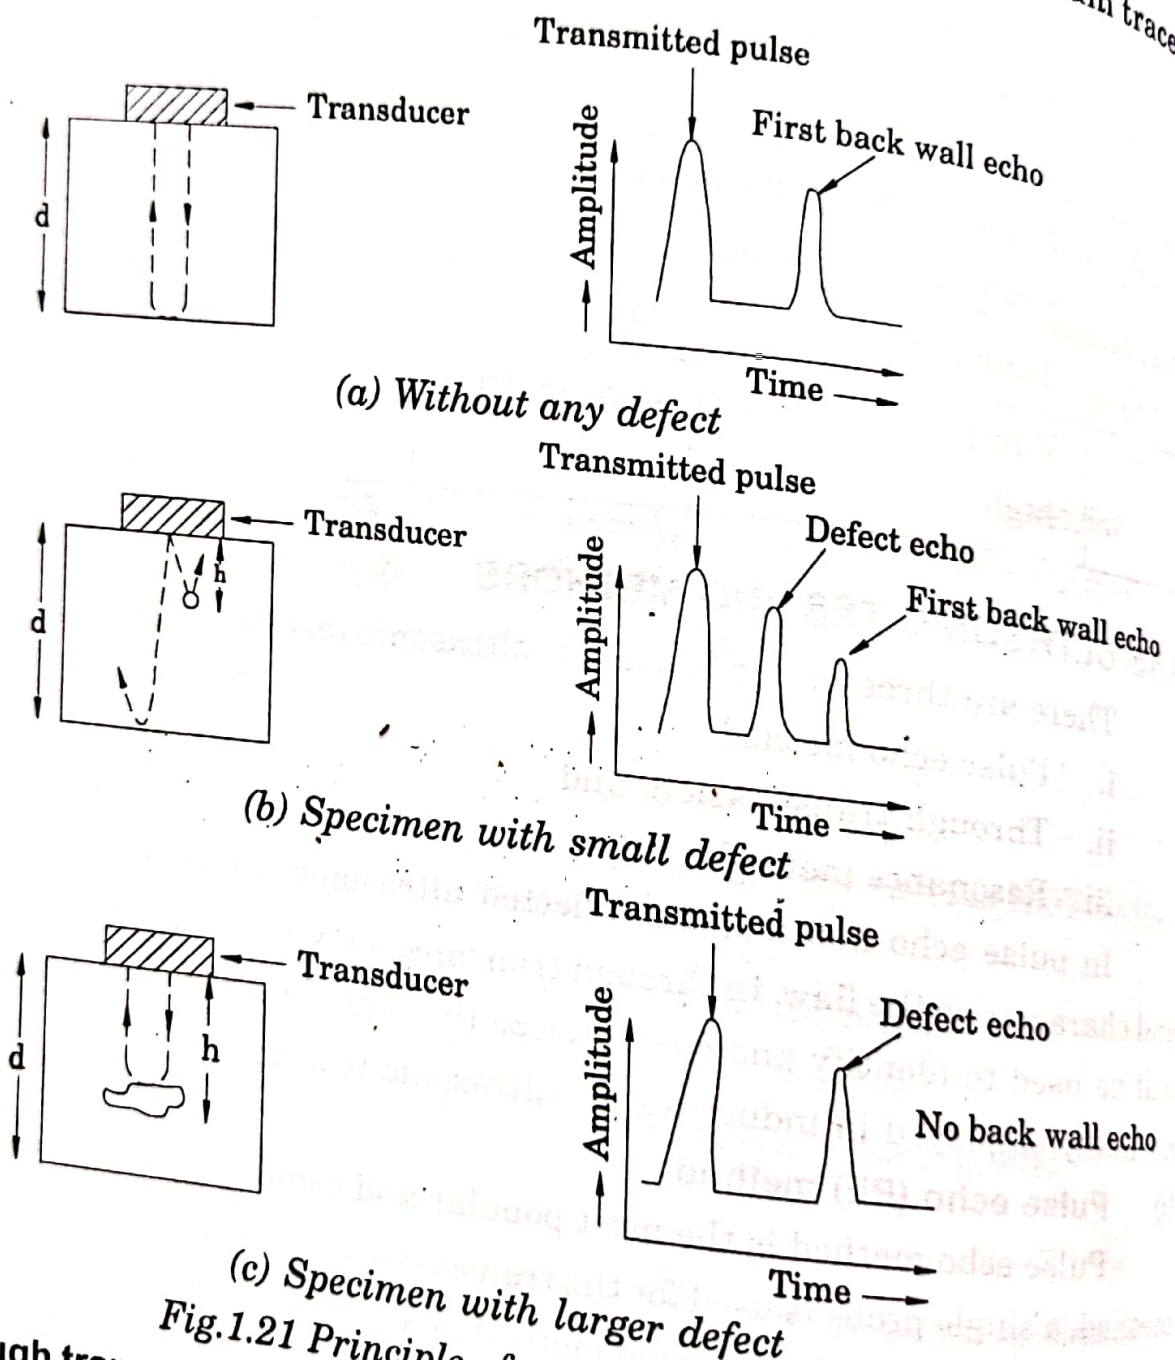 trace
Transmitted pulse
Transducer
First back wall echo
d
Amplitude
Time
(a) Without any defect
Transmitted pulse
Transducer
Defect echo
h
First back wall echo
d
Amplitude
Time
(b) Specimen with small defect
Transmitted pulse
Transducer
Defect echo
d
h
Amplitude
No back wall echo
Time
(c) Specimen with larger defect
Fig.1.21 Principle